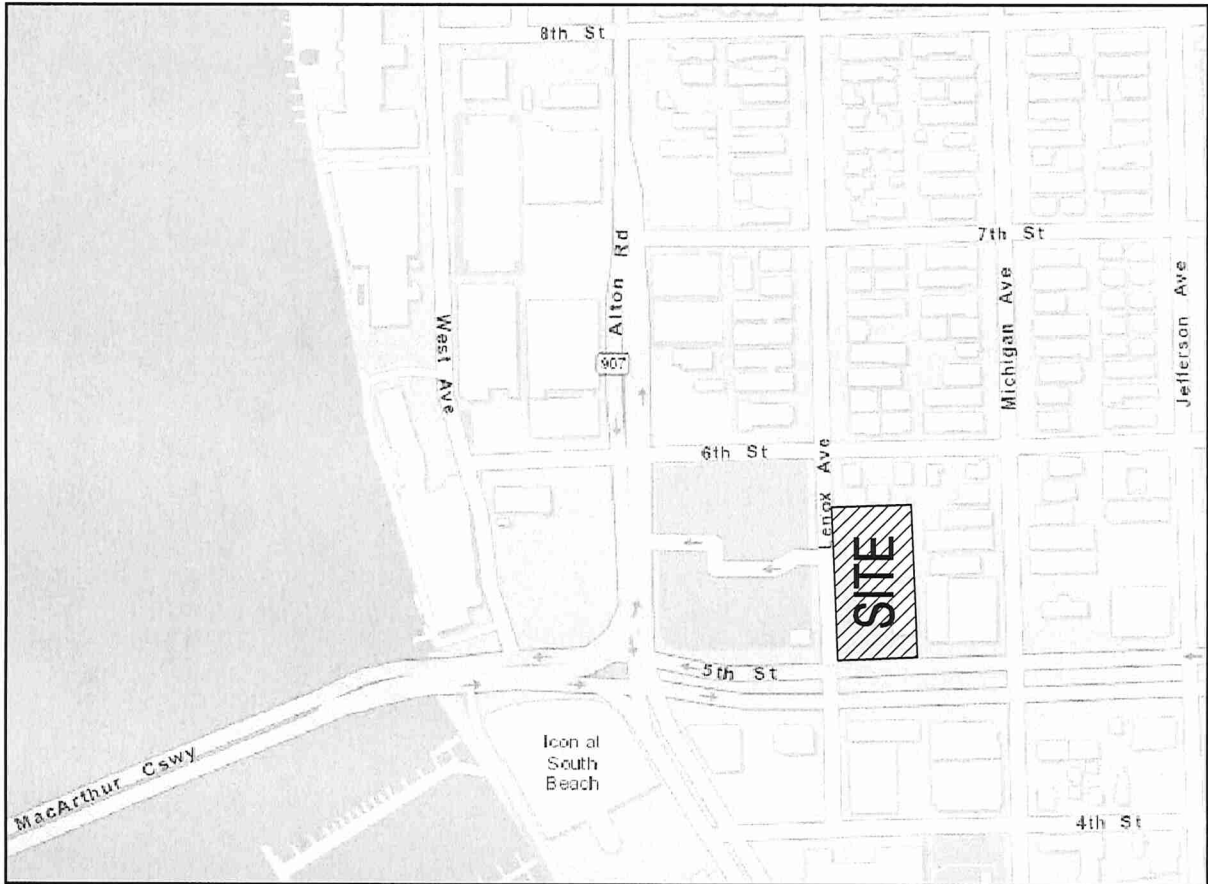 8th St
7th St
Alton Rd
Michigan Ave
Jefferson Ave
West Ave
907
6th St
Lenox Ave
SITE
5th St
MacArthur Cswy
Icon at
South
Beach
4th St